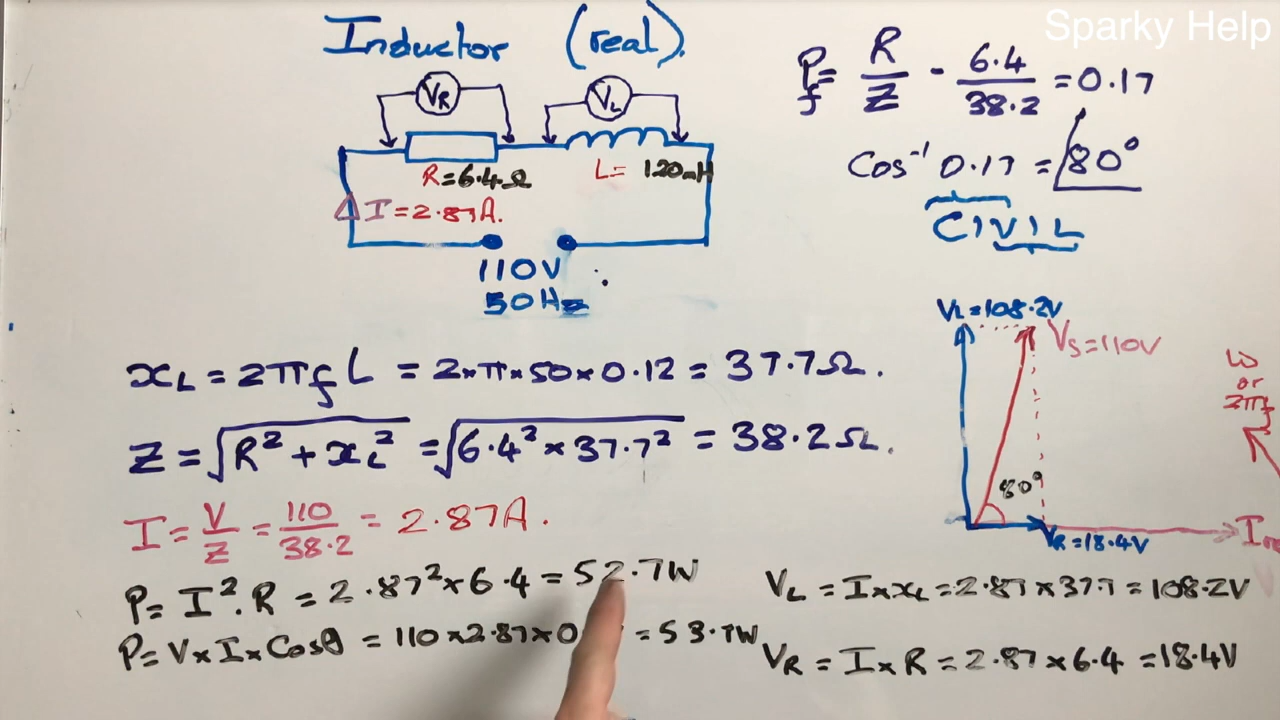 Sparky Help
Inductor (real).
VR
VL
R=6.4Ω
L= 120mH
I=2.87A.
110V
50Hz
Pf= R/Z - 6.4/38.2 =0.17
Cos⁻¹ 0.17 = 80°
CIVIL
VL=108.2V
VS=110V
ω
or
2πf
80°
VR=18.4V
xL = 2πfL = 2×π×50×0.12 = 37.7Ω.
Z = √R² + xL² = √6.4² × 37.7² = 38.2Ω.
I = V/Z = 110/38.2 = 2.87A.
P= I².R = 2.87²×6.4 = 52.7W
P= V×I×Cosθ = 110×2.87×0. = 53.7W
VL = I×xL = 2.87×37.7 = 108.2V
VR = I×R = 2.87×6.4 = 18.4V